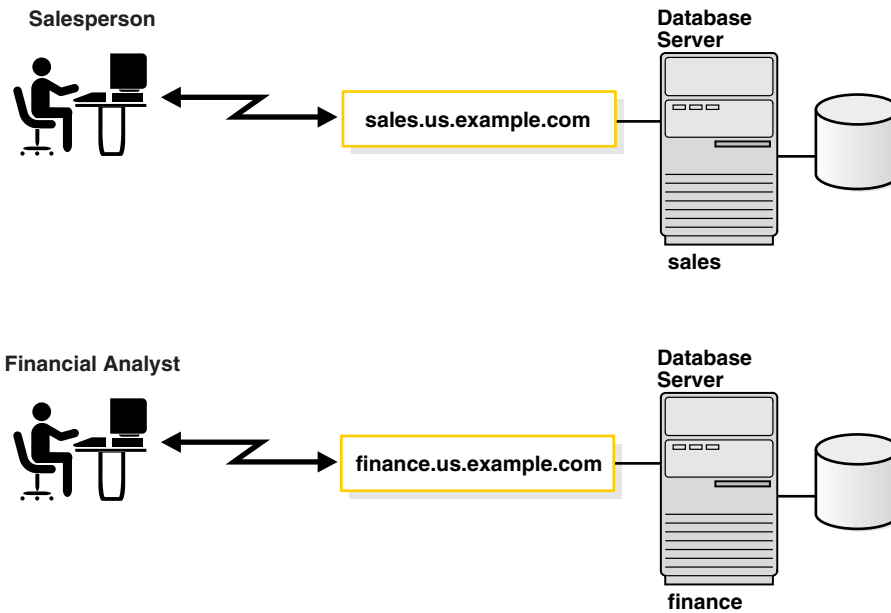 Salesperson
Database
Server
sales.us.example.com
sales
Financial Analyst
Database
Server
finance.us.example.com
finance